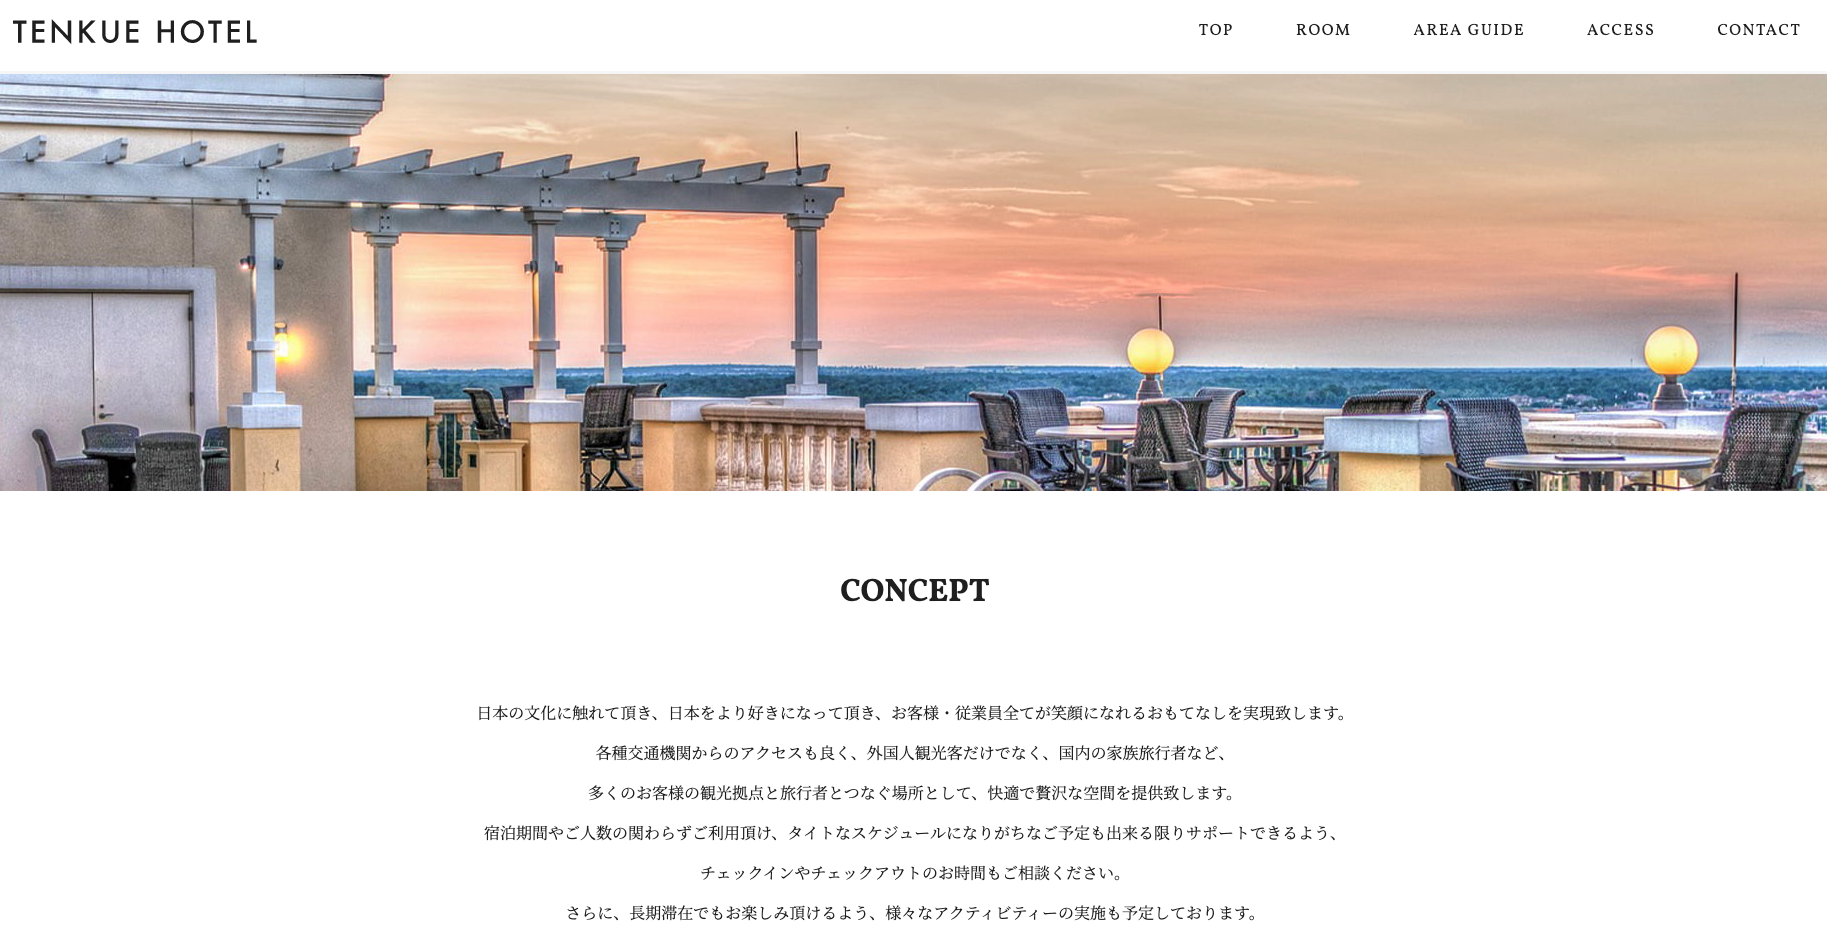 TENKUE HOTEL
TOP
ROOM
AREA GUIDE
ACCESS
CONTACT
CONCEPT
日本の文化に触れて頂き、日本をより好きになって頂き、お客様・従業員全てが笑顔になれるおもてなしを実現致します。
各種交通機関からのアクセスも良く、外国人観光客だけでなく、国内の家族旅行者など、
多くのお客様の観光拠点と旅行者とつなぐ場所として、快適で贅沢な空間を提供致します。
宿泊期間やご人数の関わらずご利用頂け、タイトなスケジュールになりがちなご予定も出来る限りサポートできるよう、
チェックインやチェックアウトのお時間もご相談ください。
さらに、長期滞在でもお楽しみ頂けるよう、様々なアクティビティーの実施も予定しております。